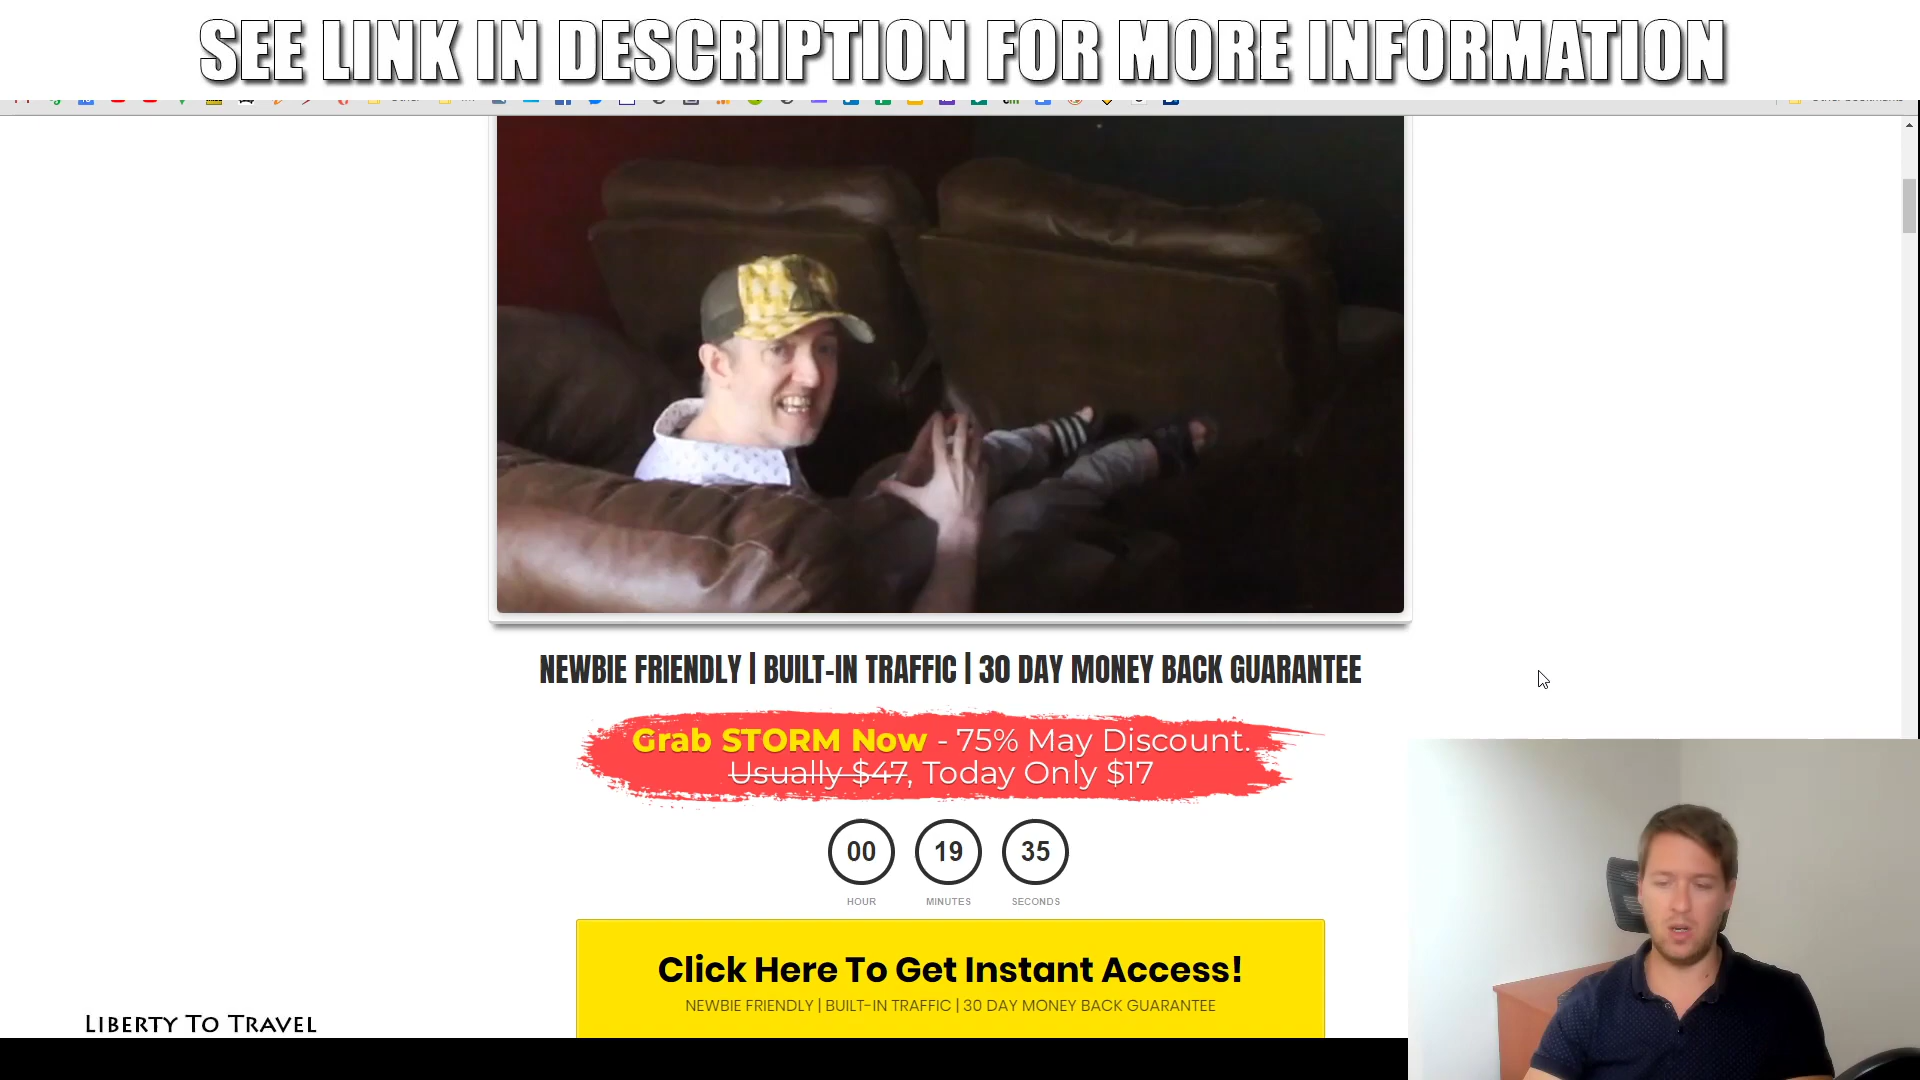 SEE LINK IN DESCRIPTION FOR MORE INFORMATION
NEWBIE FRIENDLY | BUILT-IN TRAFFIC | 30 DAY MONEY BACK GUARANTEE
Grab STORM Now - 75% May Discount.
Usually $47, Today Only $17
00 19 35
HOUR MINUTES SECONDS
Click Here To Get Instant Access!
NEWBIE FRIENDLY | BUILT-IN TRAFFIC | 30 DAY MONEY BACK GUARANTEE
LIBERTY TO TRAVEL